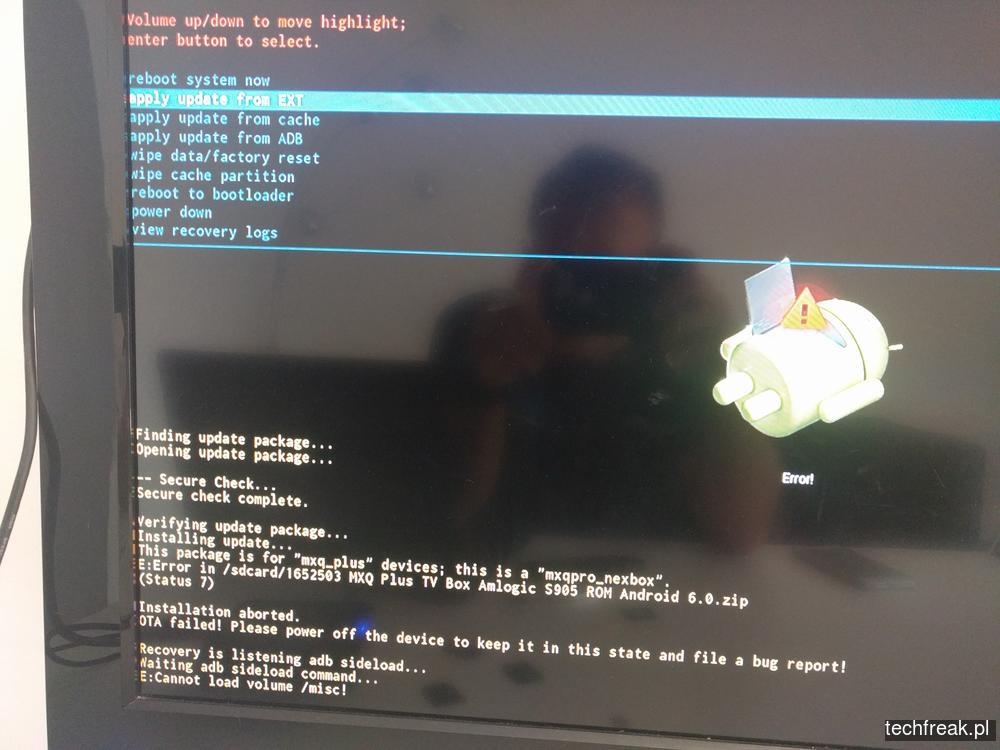 Volume up/down to move highlight;
enter button to select.
reboot system now
apply update from EXT
apply update from cache
apply update from ADB
wipe data/factory reset
wipe cache partition
reboot to bootloader
power down
view recovery logs
Error!
Finding update package...
Opening update package...
-- Secure Check...
Secure check complete.
Verifying update package...
Installing update...
This package is for "mxq_plus" devices; this is a "mxqpro_nexbox".
E:Error in /sdcard/1652503 MXQ Plus TV Box Amlogic S905 ROM Android 6.0.zip
(Status 7)
Installation aborted.
OTA failed! Please power off the device to keep it in this state and file a bug report!
Recovery is listening adb sideload...
Waiting adb sideload command...
E:Cannot load volume /misc!
techfreak.pl